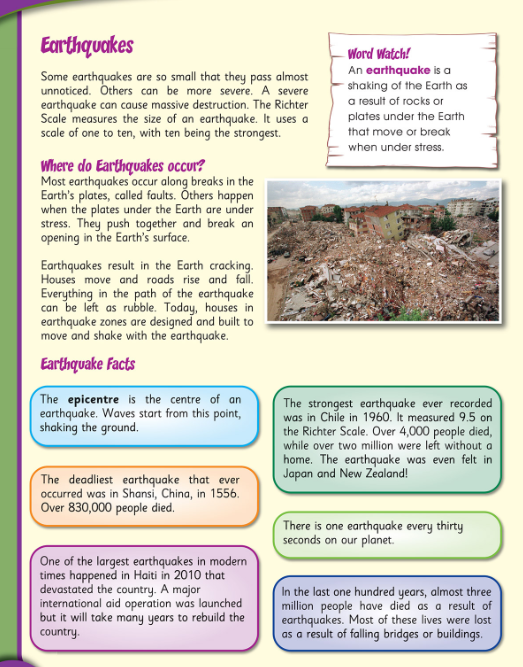 Earthquakes
Some earthquakes are so small that they pass almost
unnoticed. Others can be more severe. A severe
earthquake can cause massive destruction. The Richter
Scale measures the size of an earthquake. It uses a
scale of one to ten, with ten being the strongest.
Word Watch!
An earthquake is a
shaking of the Earth as
a result of rocks or
plates under the Earth
that move or break
when under stress.
Where do Earthquakes occur?
Most earthquakes occur along breaks in the
Earth's plates, called faults. Others happen
when the plates under the Earth are under
stress. They push together and break an
opening in the Earth's surface.
Earthquakes result in the Earth cracking.
Houses move and roads rise and fall.
Everything in the path of the earthquake
can be left as rubble. Today, houses in
earthquake zones are designed and built to
move and shake with the earthquake.
Earthquake Facts
The epicentre is the centre of an
earthquake. Waves start from this point,
shaking the ground.
The deadliest earthquake that ever
occurred was in Shansi, China, in 1556.
Over 830,000 people died.
One of the largest earthquakes in modern
times happened in Haiti in 2010 that
devastated the country. A major
international aid operation was launched
but it will take many years to rebuild the
country.
The strongest earthquake ever recorded
was in Chile in 1960. It measured 9.5 on
the Richter Scale. Over 4,000 people died,
while over two million were left without a
home. The earthquake was even felt in
Japan and New Zealand!
There is one earthquake every thirty
seconds on our planet.
In the last one hundred years, almost three
million people have died as a result of
earthquakes. Most of these lives were lost
as a result of falling bridges or buildings.